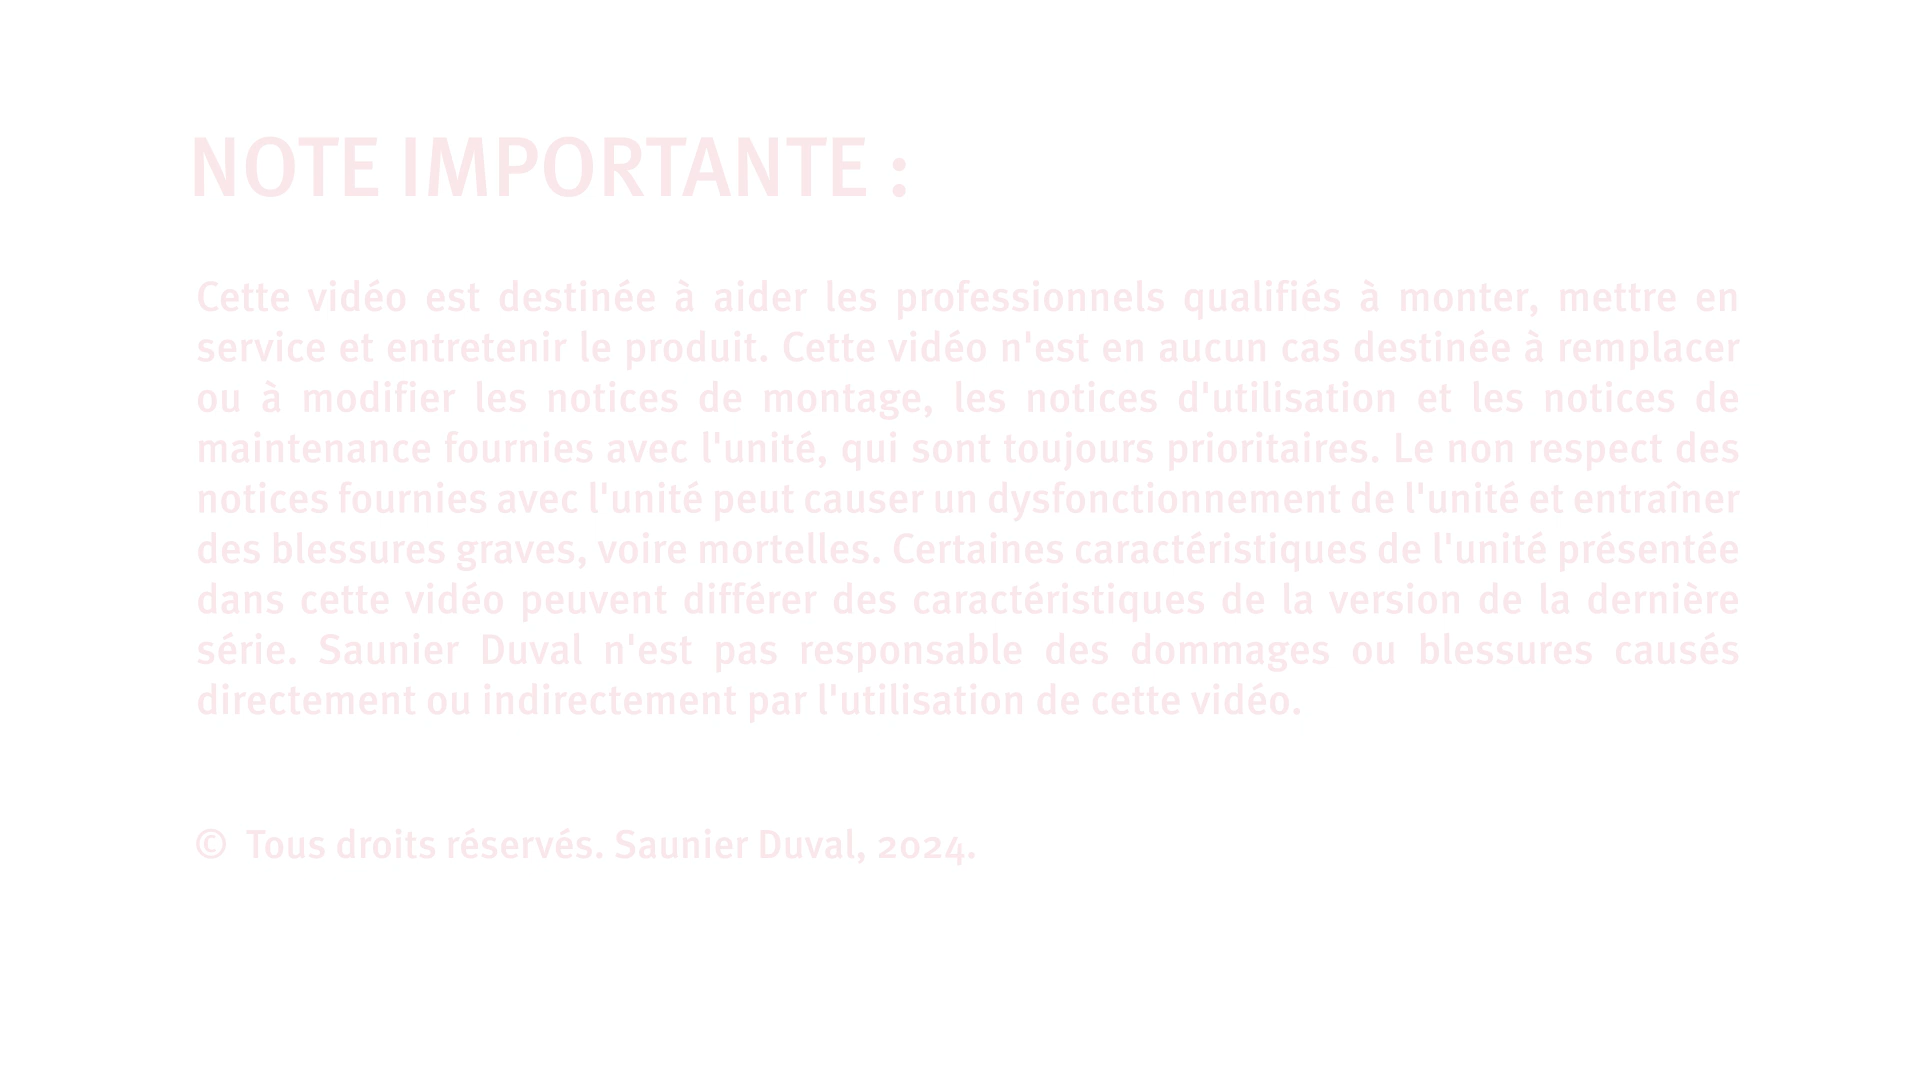 NOTE IMPORTANTE :
Cette vidéo est destinée à aider les professionnels qualifiés à monter, mettre en
service et entretenir le produit. Cette vidéo n'est en aucun cas destinée à remplacer
ou à modifier les notices de montage, les notices d'utilisation et les notices de
maintenance fournies avec l'unité, qui sont toujours prioritaires. Le non respect des
notices fournies avec l'unité peut causer un dysfonctionnement de l'unité et entraîner
des blessures graves, voire mortelles. Certaines caractéristiques de l'unité présentée
dans cette vidéo peuvent différer des caractéristiques de la version de la dernière
série. Saunier Duval n'est pas responsable des dommages ou blessures causés
directement ou indirectement par l'utilisation de cette vidéo.
© Tous droits réservés. Saunier Duval, 2024.